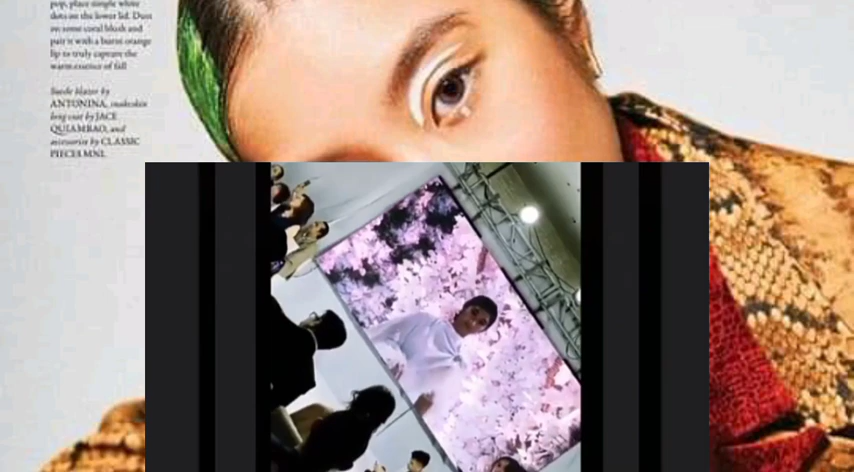 pop, place simple white
dots on the lower lid. Dust
on some coral blush and
pair it with a burnt orange
lip to truly capture the
warm essence of fall
Suede blazer by
ANTONINA, snakeskin
long coat by JACE
QUIAMBAO, and
accessories by CLASSIC
PIECES MNL